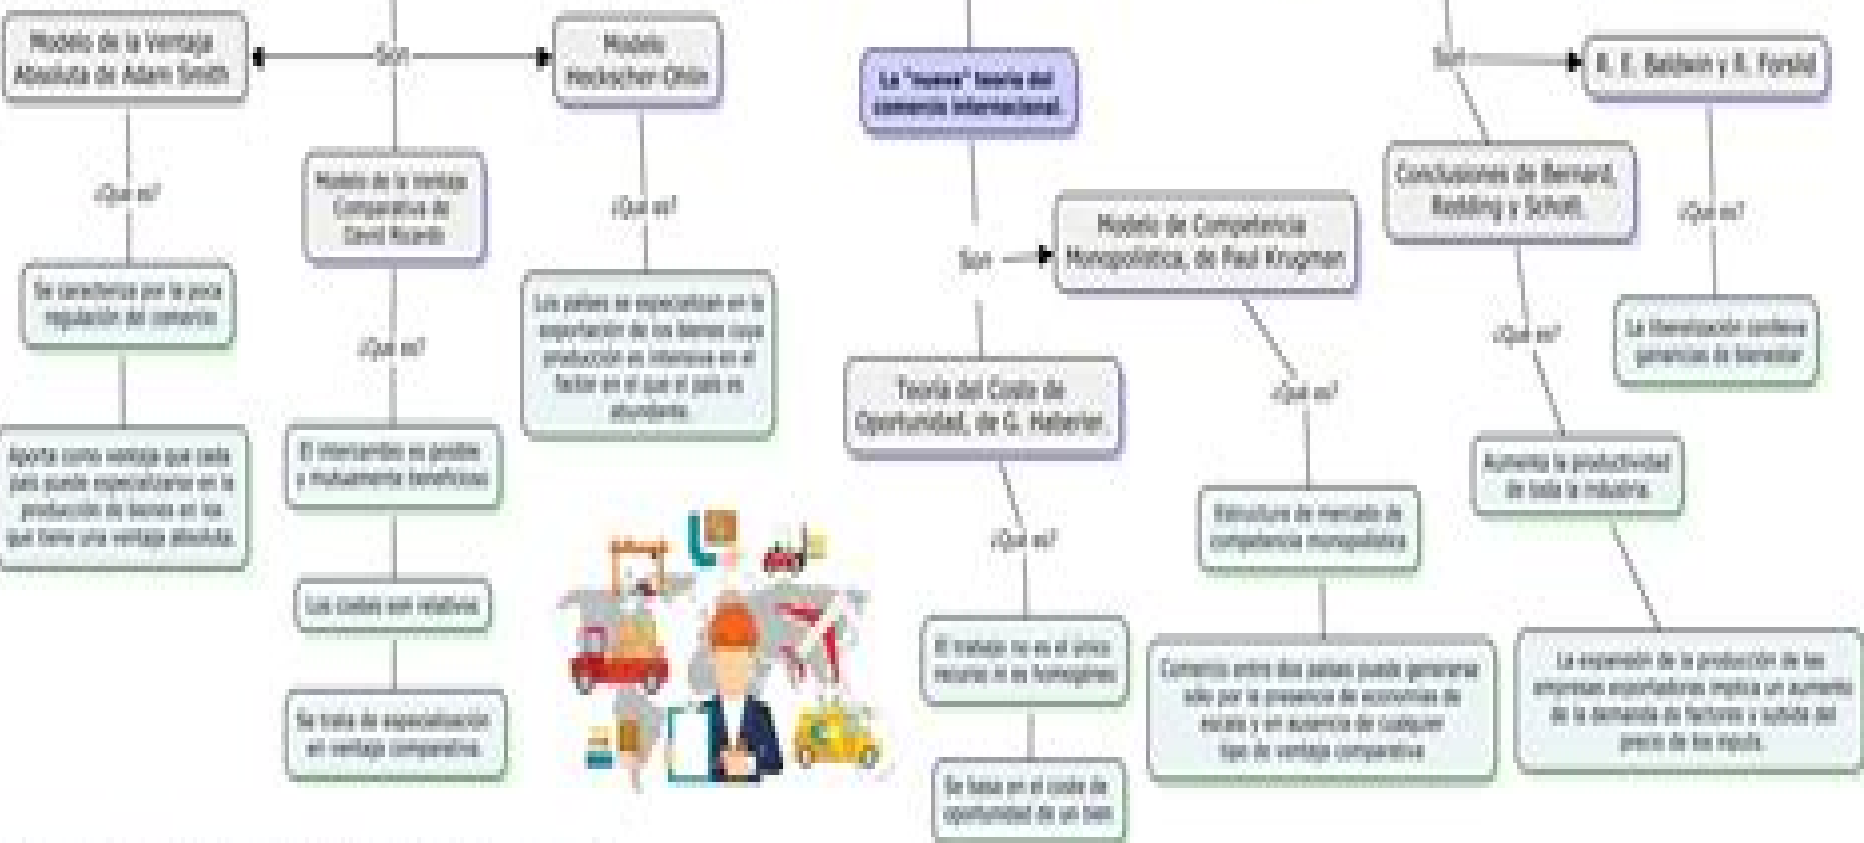 Modelo de la Ventaja
Absoluta de Adam Smith
Son
Modelo
Heckscher Ohlin
¿Qué es?
Modelo de la Ventaja
Comparativa de
David Ricardo
¿Qué es?
Se caracteriza por la poca
regulación del comercio
¿Qué es?
Los países se especializan en la
exportación de los bienes cuya
producción es intensiva en el
factor en el que el país es
abundante.
Aporta como ventaja que cada
país puede especializarse en la
producción de bienes en los
que tiene una ventaja absoluta.
El intercambio es posible
y mutuamente beneficioso
Los costes son relativos
Se trata de especialización
en ventaja comparativa.
La "nueva" teoría del
comercio internacional.
Son
Modelo de Competencia
Monopolística, de Paul Krugman
Teoría del Coste de
Oportunidad, de G. Haberler.
¿Qué es?
¿Qué es?
Estructura de mercado de
competencia monopolística
El trabajo no es el único
recurso ni es homogéneo
Comercio entre dos países puede generarse
sólo por la presencia de economías de
escala y en ausencia de cualquier
tipo de ventaja comparativa
Se basa en el coste de
oportunidad de un bien
Son
R. E. Baldwin y R. Forslid
Conclusiones de Bernard,
Redding y Schott.
¿Qué es?
¿Qué es?
La liberalización conlleva
ganancias de bienestar
Aumenta la productividad
de toda la industria.
La expansión de la producción de las
empresas exportadoras implica un aumento
de la demanda de factores y subida del
precio de los inputs.